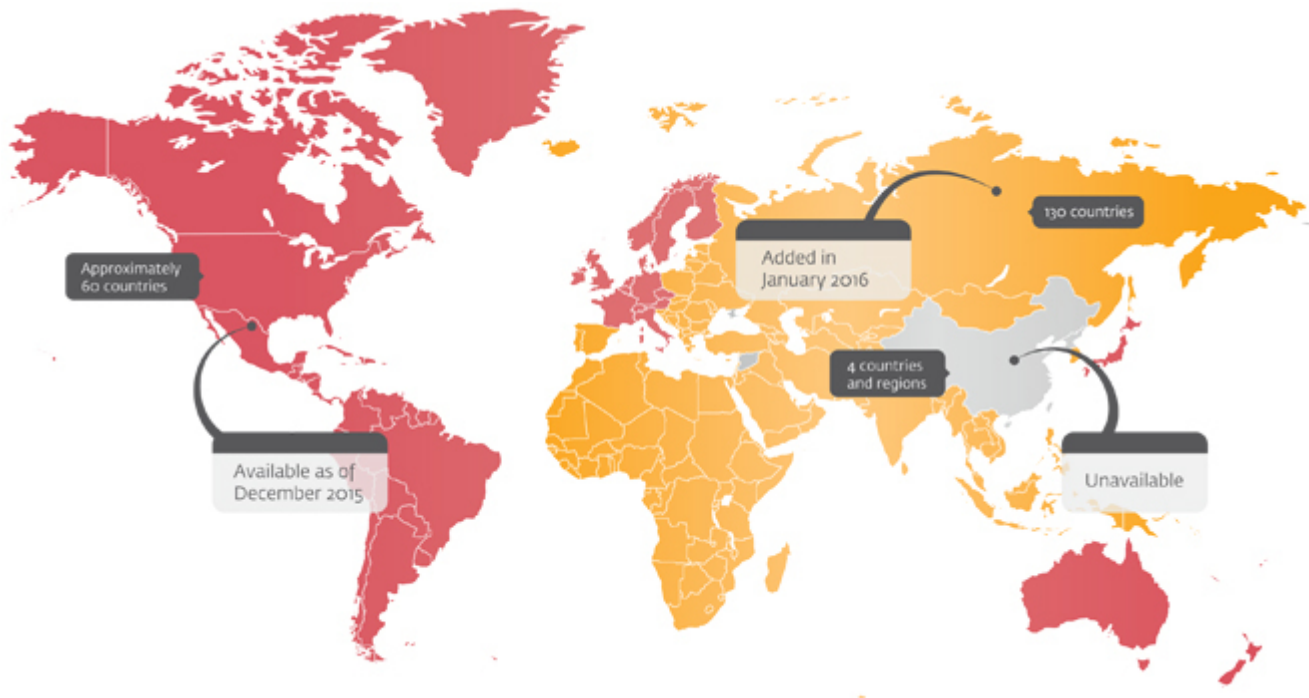 130 countries
Added in
January 2016
Approximately
60 countries
4 countries
and regions
Available as of
December 2015
Unavailable